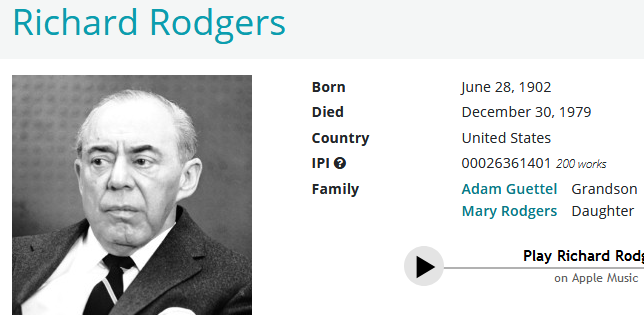 Richard Rodgers
Born June 28, 1902
Died December 30, 1979
Country United States
IPI ? 00026361401 200 works
Family Adam Guettel Grandson
Mary Rodgers Daughter
Play Richard Rodg
on Apple Music